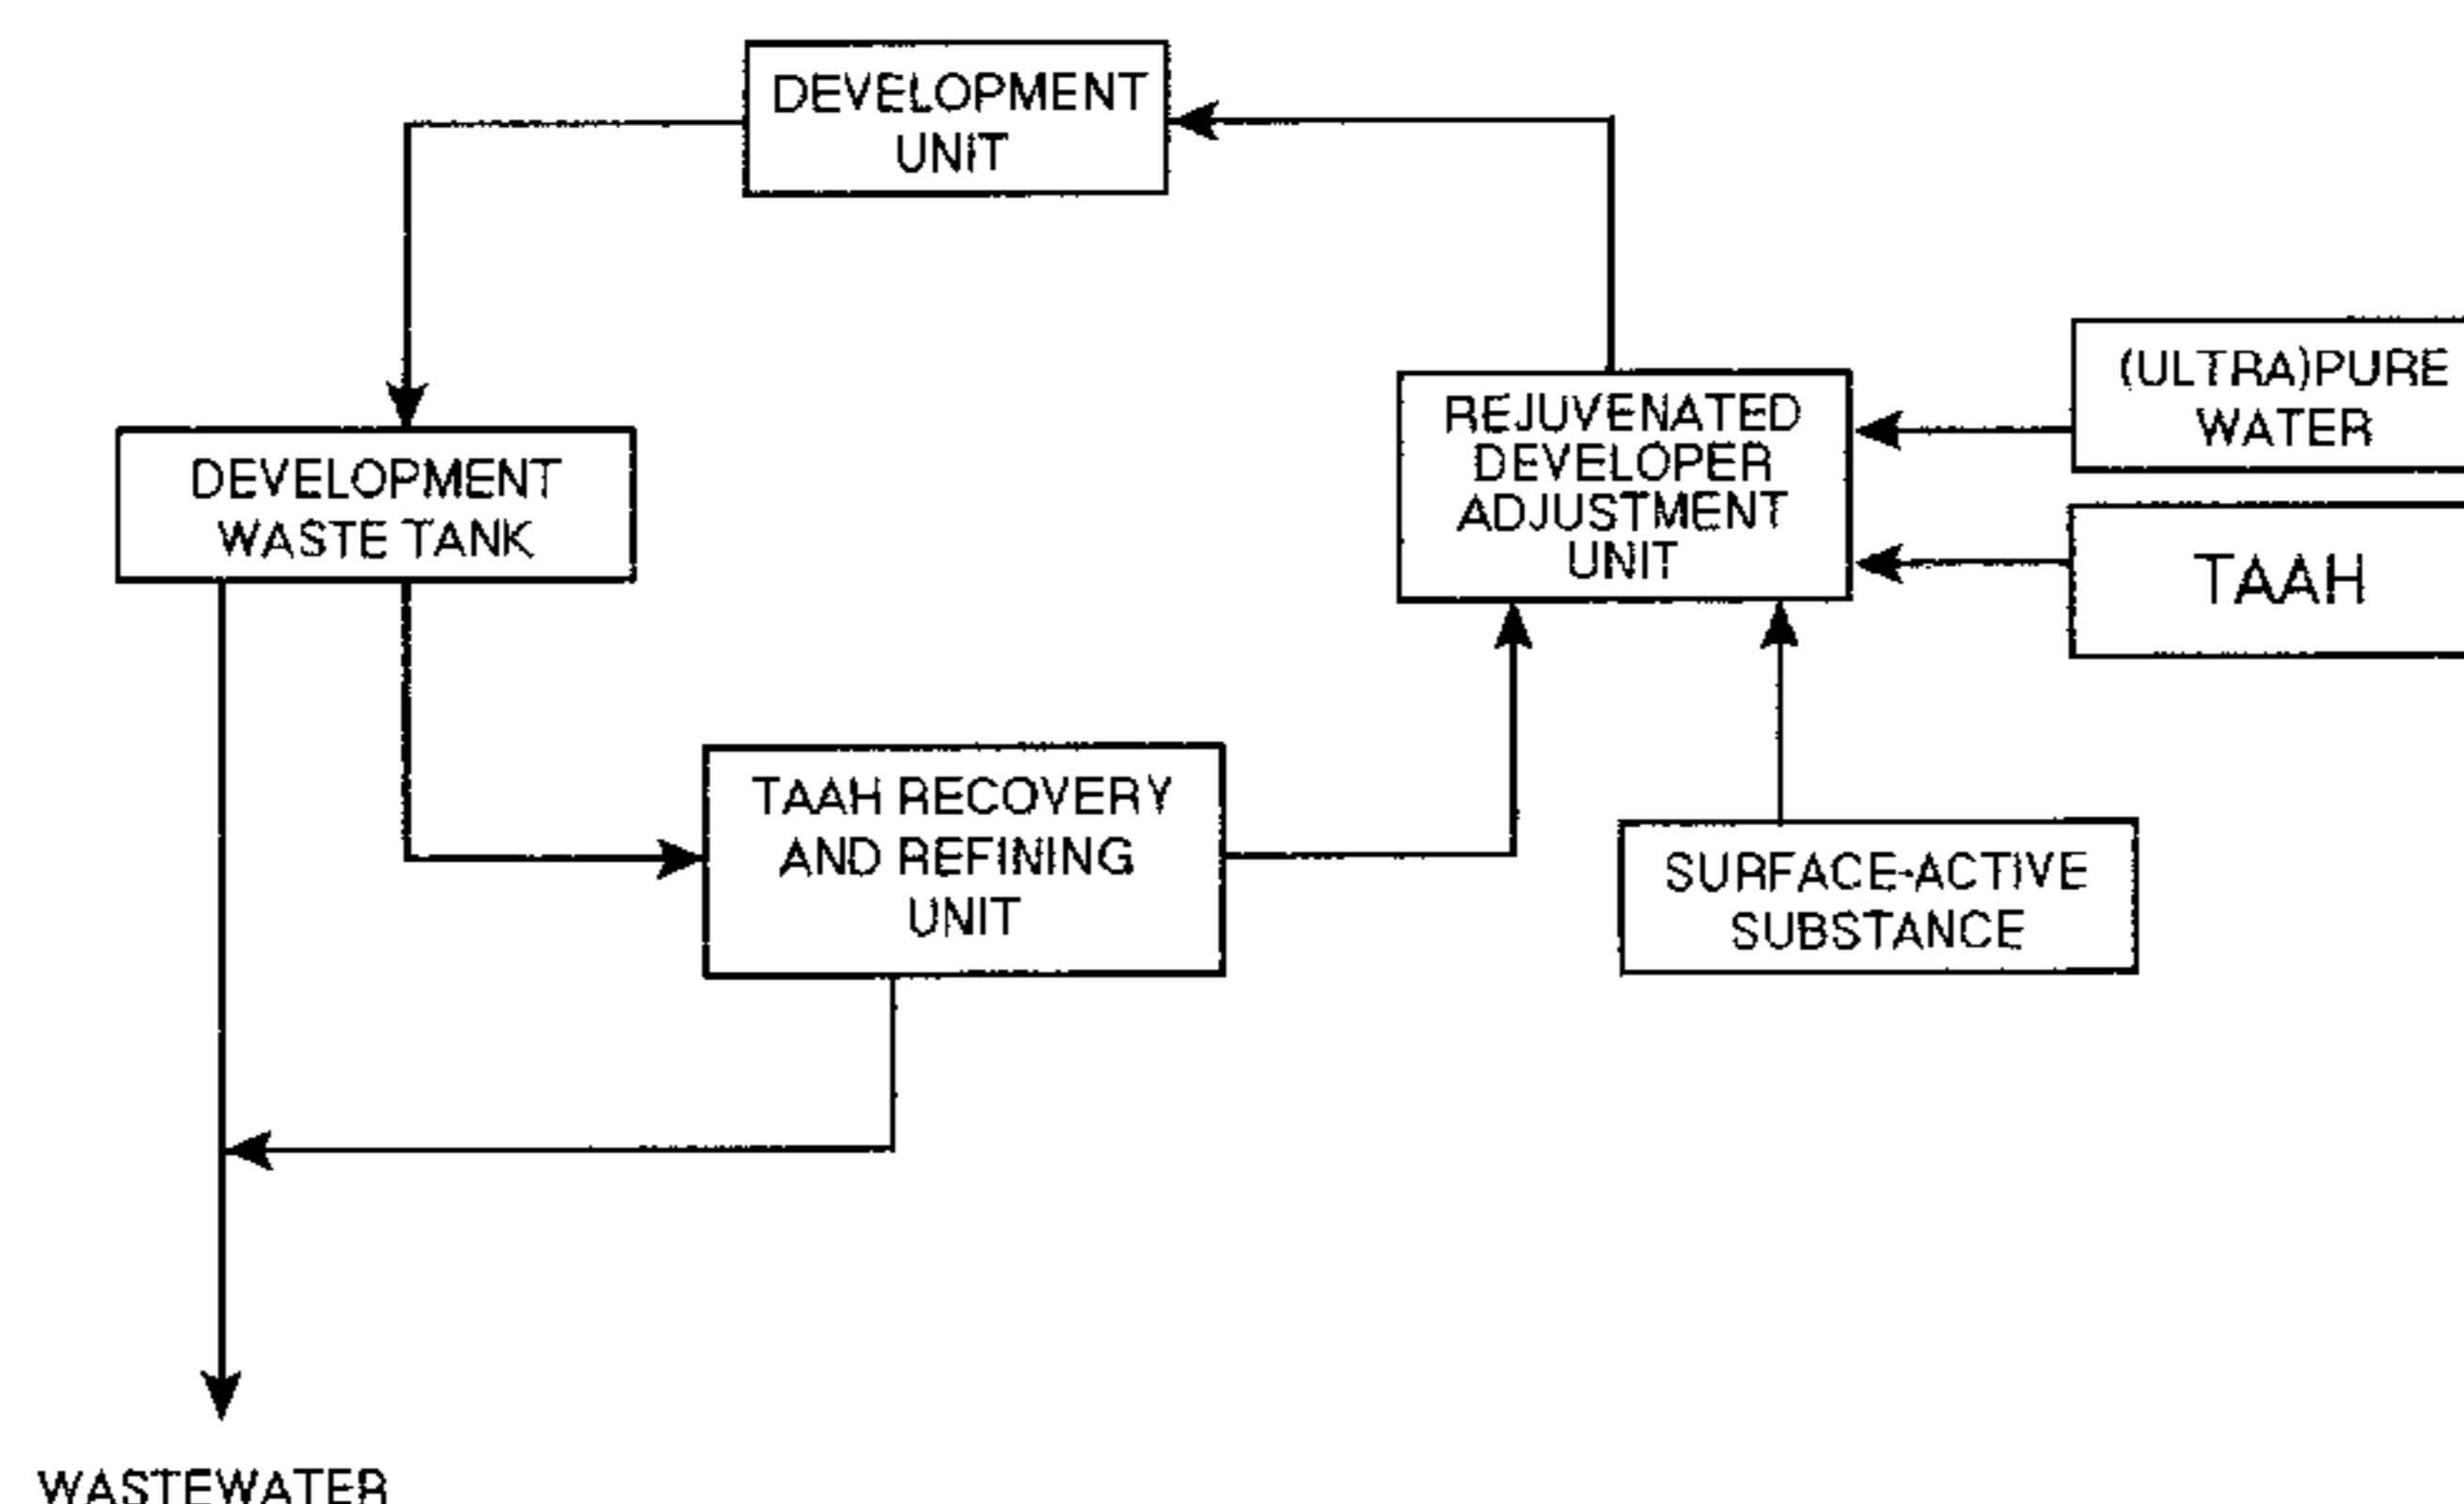 DEVELOPMENT
UNIT
(ULTRA)PURE
WATER
REJUVENATED
DEVELOPER
ADJUSTMENT
UNIT
DEVELOPMENT
WASTE TANK
TAAH
TAAH RECOVERY
AND REFINING
UNIT
SURFACE-ACTIVE
SUBSTANCE
WASTEWATER